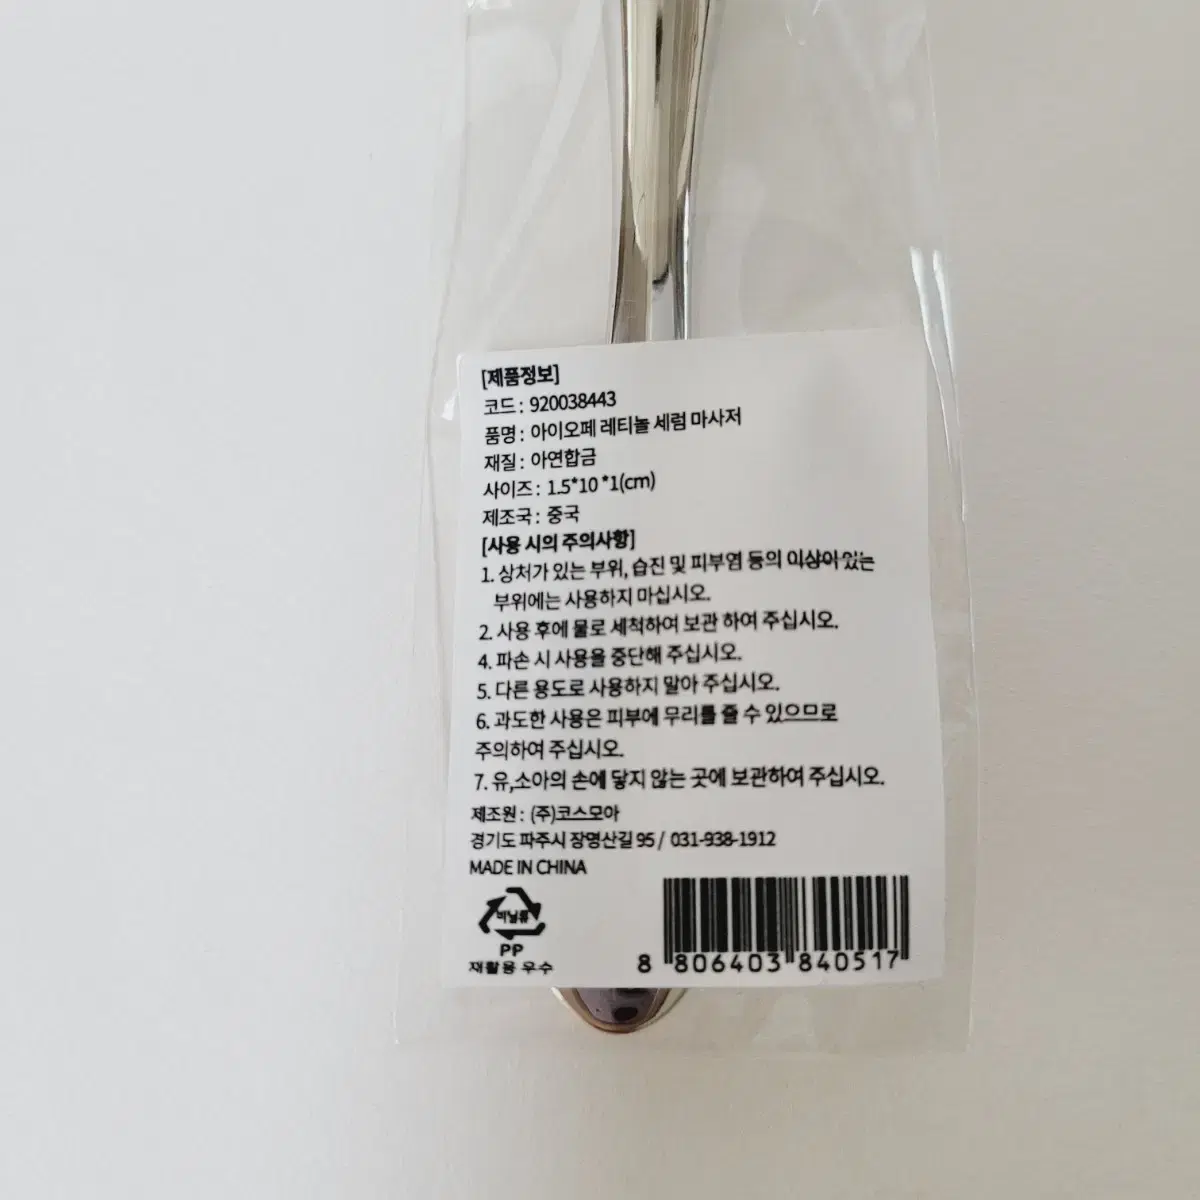 [제품정보]
코드 : 920038443
품명 : 아이오페 레티놀 세럼 마사저
재질 : 아연합금
사이즈 : 1.5*10 *1(cm)
제조국 : 중국
[사용 시의 주의사항]
1. 상처가 있는 부위, 습진 및 피부염 등의 이상이 있는
부위에는 사용하지 마십시오.
2. 사용 후에 물로 세척하여 보관 하여 주십시오.
4. 파손 시 사용을 중단해 주십시오.
5. 다른 용도로 사용하지 말아 주십시오.
6. 과도한 사용은 피부에 무리를 줄 수 있으므로
주의하여 주십시오.
7. 유,소아의 손에 닿지 않는 곳에 보관하여 주십시오.
제조원 : (주)코스모아
경기도 파주시 장명산길 95 / 031-938-1912
MADE IN CHINA
비닐류
PP
재활용 우수
8 806403 840517